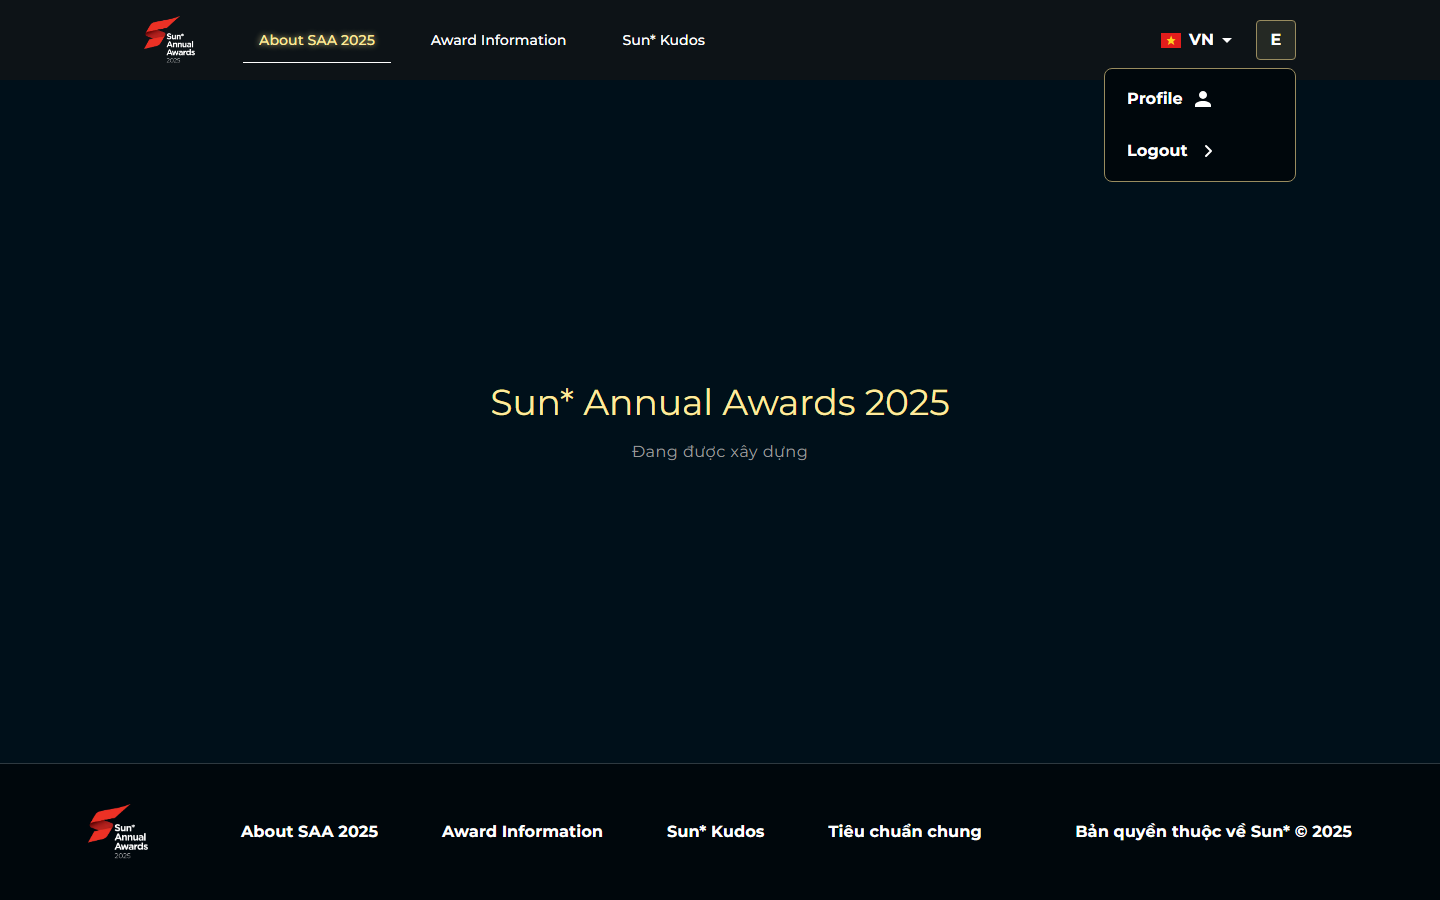 Sun*
Annual
Awards
2025
About SAA 2025
Award Information
Sun* Kudos
VN
E
Profile
Logout
Sun* Annual Awards 2025
Đang được xây dựng
Sun*
Annual
Awards
2025
About SAA 2025
Award Information
Sun* Kudos
Tiêu chuẩn chung
Bản quyền thuộc về Sun* © 2025